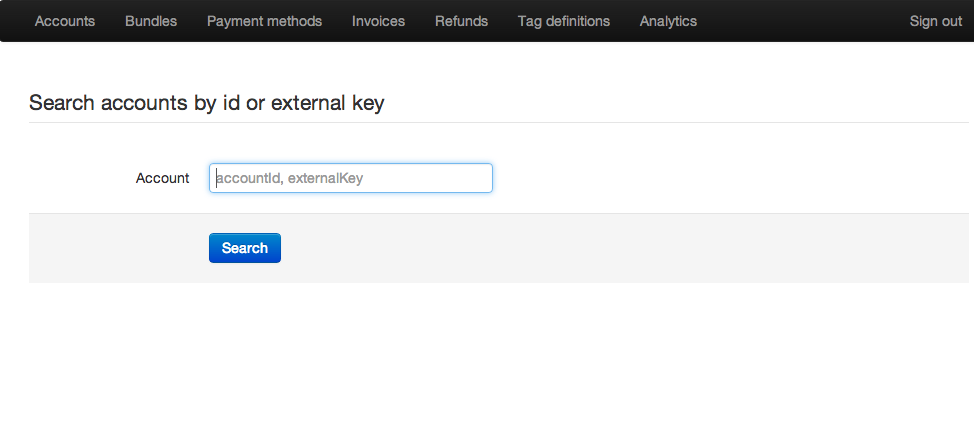 Accounts Bundles Payment methods Invoices Refunds Tag definitions Analytics Sign out
Search accounts by id or external key
Account accountId, externalKey
Search